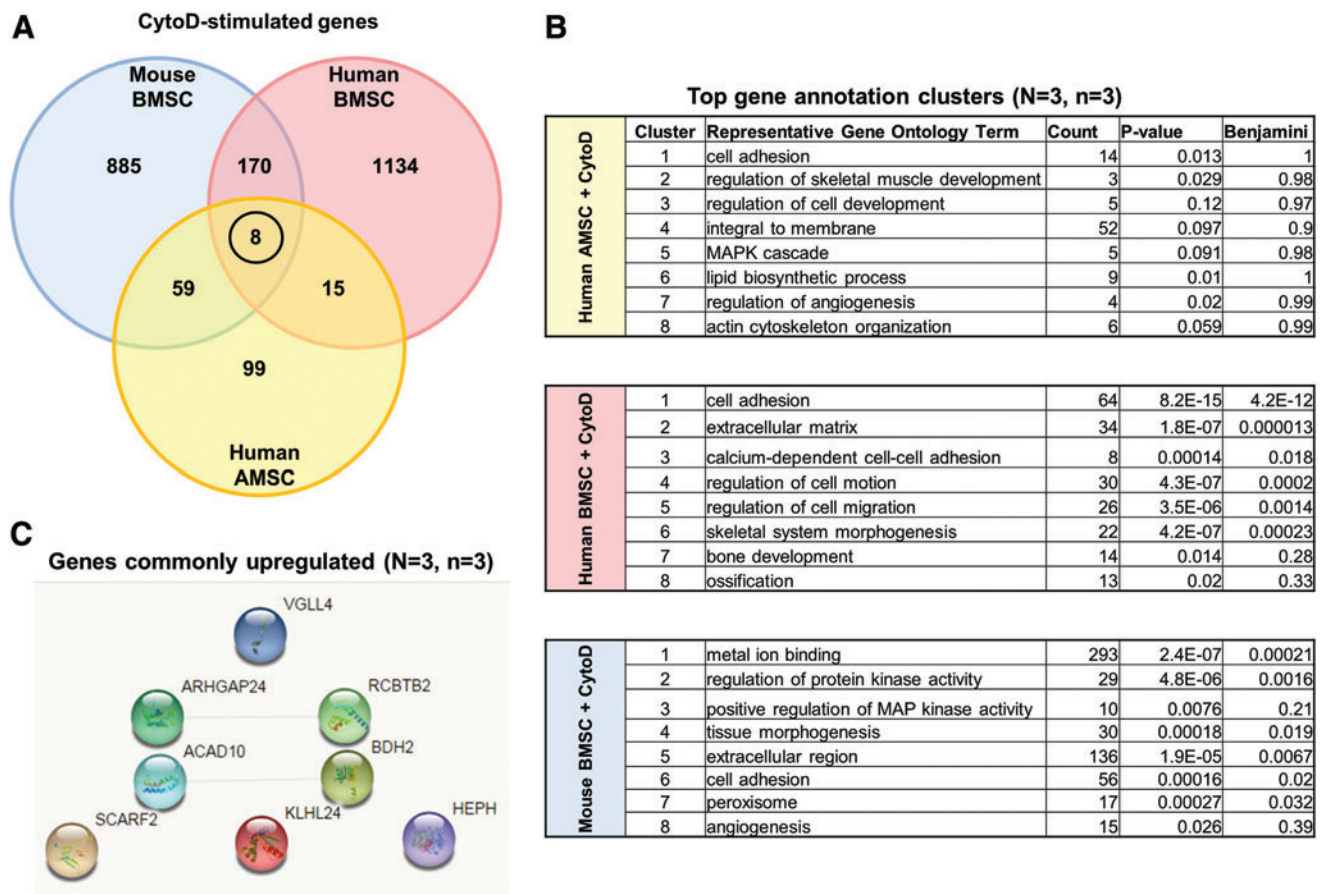 A
CytoD-stimulated genes
Mouse
BMSC
Human
BMSC
885
170
1134
8
59
15
99
Human
AMSC
B
Top gene annotation clusters (N=3, n=3)
Human AMSC + CytoD
Cluster Representative Gene Ontology Term Count P-value Benjamini
1 cell adhesion 14 0.013 1
2 regulation of skeletal muscle development 3 0.029 0.98
3 regulation of cell development 5 0.12 0.97
4 integral to membrane 52 0.097 0.9
5 MAPK cascade 5 0.091 0.98
6 lipid biosynthetic process 9 0.01 1
7 regulation of angiogenesis 4 0.02 0.99
8 actin cytoskeleton organization 6 0.059 0.99
Human BMSC + CytoD
1 cell adhesion 64 8.2E-15 4.2E-12
2 extracellular matrix 34 1.8E-07 0.000013
3 calcium-dependent cell-cell adhesion 8 0.00014 0.018
4 regulation of cell motion 30 4.3E-07 0.0002
5 regulation of cell migration 26 3.5E-06 0.0014
6 skeletal system morphogenesis 22 4.2E-07 0.00023
7 bone development 14 0.014 0.28
8 ossification 13 0.02 0.33
Mouse BMSC + CytoD
1 metal ion binding 293 2.4E-07 0.00021
2 regulation of protein kinase activity 29 4.8E-06 0.0016
3 positive regulation of MAP kinase activity 10 0.0076 0.21
4 tissue morphogenesis 30 0.00018 0.019
5 extracellular region 136 1.9E-05 0.0067
6 cell adhesion 56 0.00016 0.02
7 peroxisome 17 0.00027 0.032
8 angiogenesis 15 0.026 0.39
C
Genes commonly upregulated (N=3, n=3)
VGLL4
ARHGAP24
RCBTB2
ACAD10
BDH2
SCARF2
KLHL24
HEPH